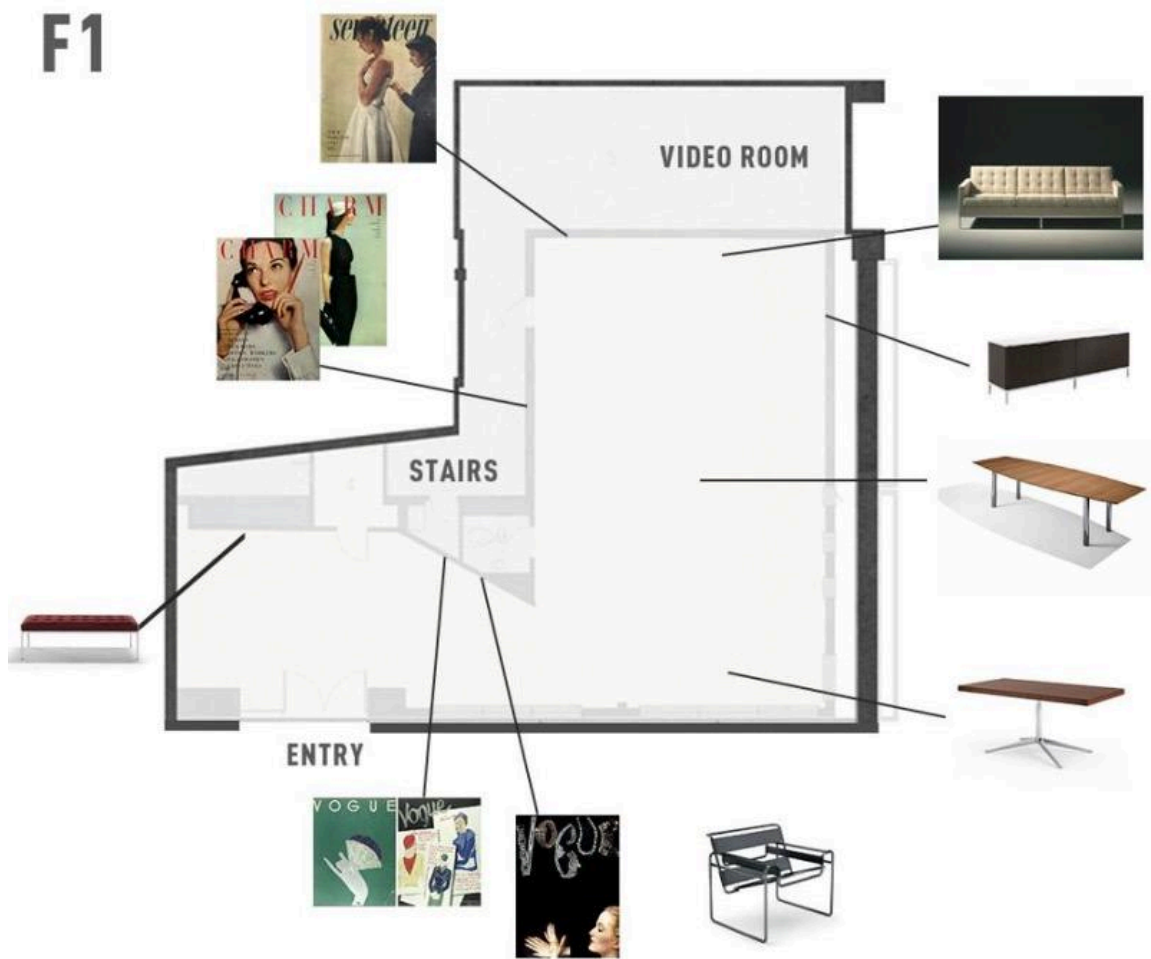 F1
seventeen
VIDEO ROOM
CHARM
CHARM
STAIRS
ENTRY
VOGUE
Vogue
VOGUE